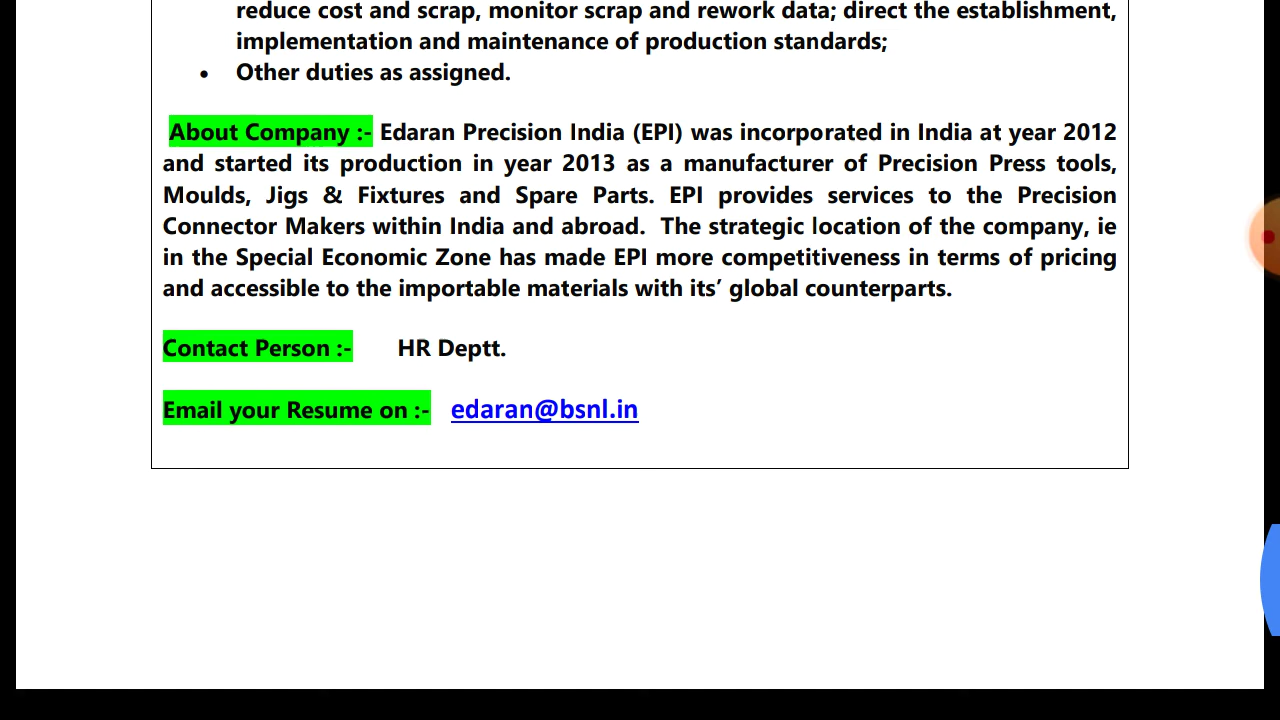 reduce cost and scrap, monitor scrap and rework data; direct the establishment,
implementation and maintenance of production standards;
• Other duties as assigned.
About Company :- Edaran Precision India (EPI) was incorporated in India at year 2012
and started its production in year 2013 as a manufacturer of Precision Press tools,
Moulds, Jigs & Fixtures and Spare Parts. EPI provides services to the Precision
Connector Makers within India and abroad. The strategic location of the company, ie
in the Special Economic Zone has made EPI more competitiveness in terms of pricing
and accessible to the importable materials with its’ global counterparts.
Contact Person :- HR Deptt.
Email your Resume on :- edaran@bsnl.in